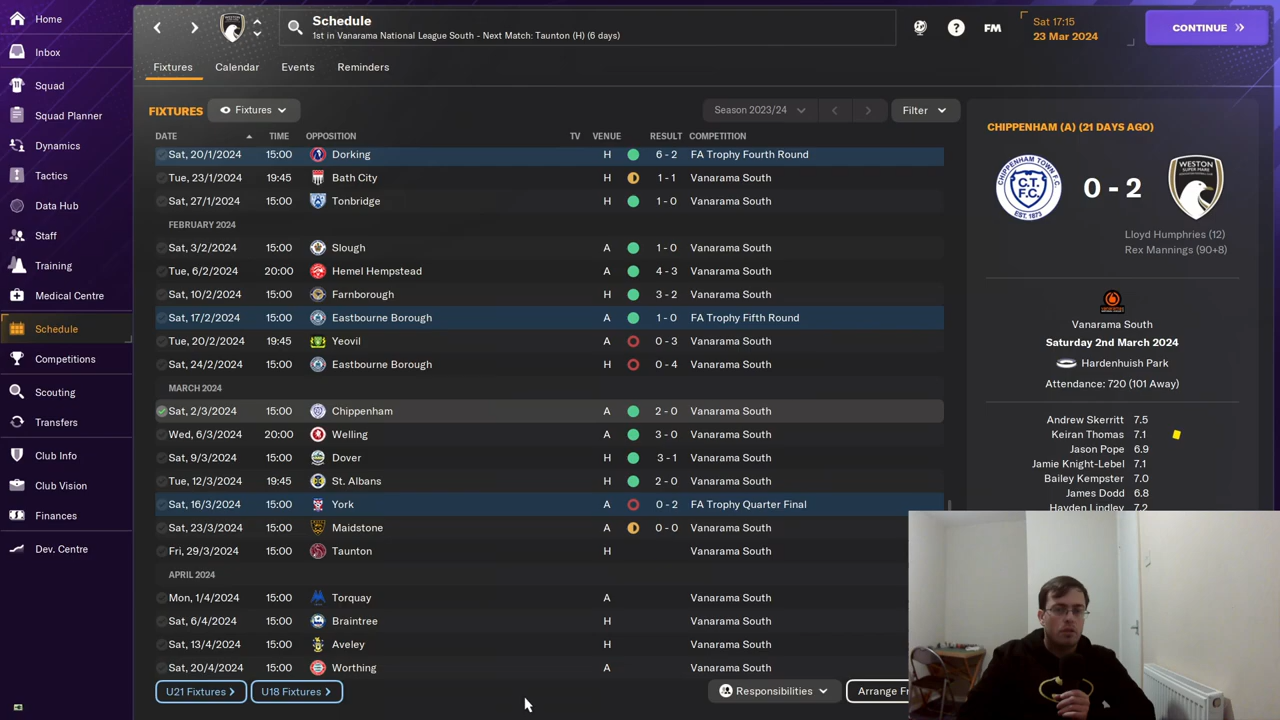 Home
Inbox
Squad
Squad Planner
Dynamics
Tactics
Data Hub
Staff
Training
Medical Centre
Schedule
Competitions
Scouting
Transfers
Club Info
Club Vision
Finances
Dev. Centre
Schedule
1st in Vanarama National League South - Next Match: Taunton (H) (6 days)
FM
Sat 17:15
23 Mar 2024
CONTINUE
Fixtures Calendar Events Reminders
FIXTURES Fixtures Season 2023/24 Filter
DATE TIME OPPOSITION TV VENUE RESULT COMPETITION
Sat, 20/1/2024 15:00 Dorking H 6 - 2 FA Trophy Fourth Round
Tue, 23/1/2024 19:45 Bath City H 1 - 1 Vanarama South
Sat, 27/1/2024 15:00 Tonbridge H 1 - 0 Vanarama South
FEBRUARY 2024
Sat, 3/2/2024 15:00 Slough A 1 - 0 Vanarama South
Tue, 6/2/2024 20:00 Hemel Hempstead A 4 - 3 Vanarama South
Sat, 10/2/2024 15:00 Farnborough H 3 - 2 Vanarama South
Sat, 17/2/2024 15:00 Eastbourne Borough A 1 - 0 FA Trophy Fifth Round
Tue, 20/2/2024 19:45 Yeovil A 0 - 3 Vanarama South
Sat, 24/2/2024 15:00 Eastbourne Borough H 0 - 4 Vanarama South
MARCH 2024
Sat, 2/3/2024 15:00 Chippenham A 2 - 0 Vanarama South
Wed, 6/3/2024 20:00 Welling A 3 - 0 Vanarama South
Sat, 9/3/2024 15:00 Dover H 3 - 1 Vanarama South
Tue, 12/3/2024 19:45 St. Albans H 2 - 0 Vanarama South
Sat, 16/3/2024 15:00 York A 0 - 2 FA Trophy Quarter Final
Sat, 23/3/2024 15:00 Maidstone A 0 - 0 Vanarama South
Fri, 29/3/2024 15:00 Taunton H Vanarama South
APRIL 2024
Mon, 1/4/2024 15:00 Torquay A Vanarama South
Sat, 6/4/2024 15:00 Braintree H Vanarama South
Sat, 13/4/2024 15:00 Aveley H Vanarama South
Sat, 20/4/2024 15:00 Worthing A Vanarama South
U21 Fixtures U18 Fixtures Responsibilities Arrange Fr
CHIPPENHAM (A) (21 DAYS AGO)
0 - 2
Lloyd Humphries (12)
Rex Mannings (90+8)
Vanarama South
Saturday 2nd March 2024
Hardenhuish Park
Attendance: 720 (101 Away)
Andrew Skerritt 7.5
Keiran Thomas 7.1
Jason Pope 6.9
Jamie Knight-Lebel 7.1
Bailey Kempster 7.0
James Dodd 6.8
Hayden Lindley 7.2